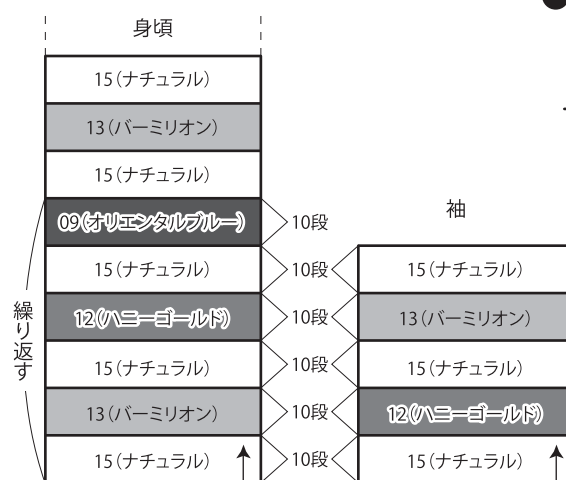 身頃
15(ナチュラル)
13(バーミリオン)
15(ナチュラル)
09(オリエンタルブルー)
10段
15(ナチュラル)
10段
12(ハニーゴールド)
10段
15(ナチュラル)
10段
13(バーミリオン)
10段
15(ナチュラル)
10段
繰り返す
袖
15(ナチュラル)
13(バーミリオン)
15(ナチュラル)
12(ハニーゴールド)
15(ナチュラル)